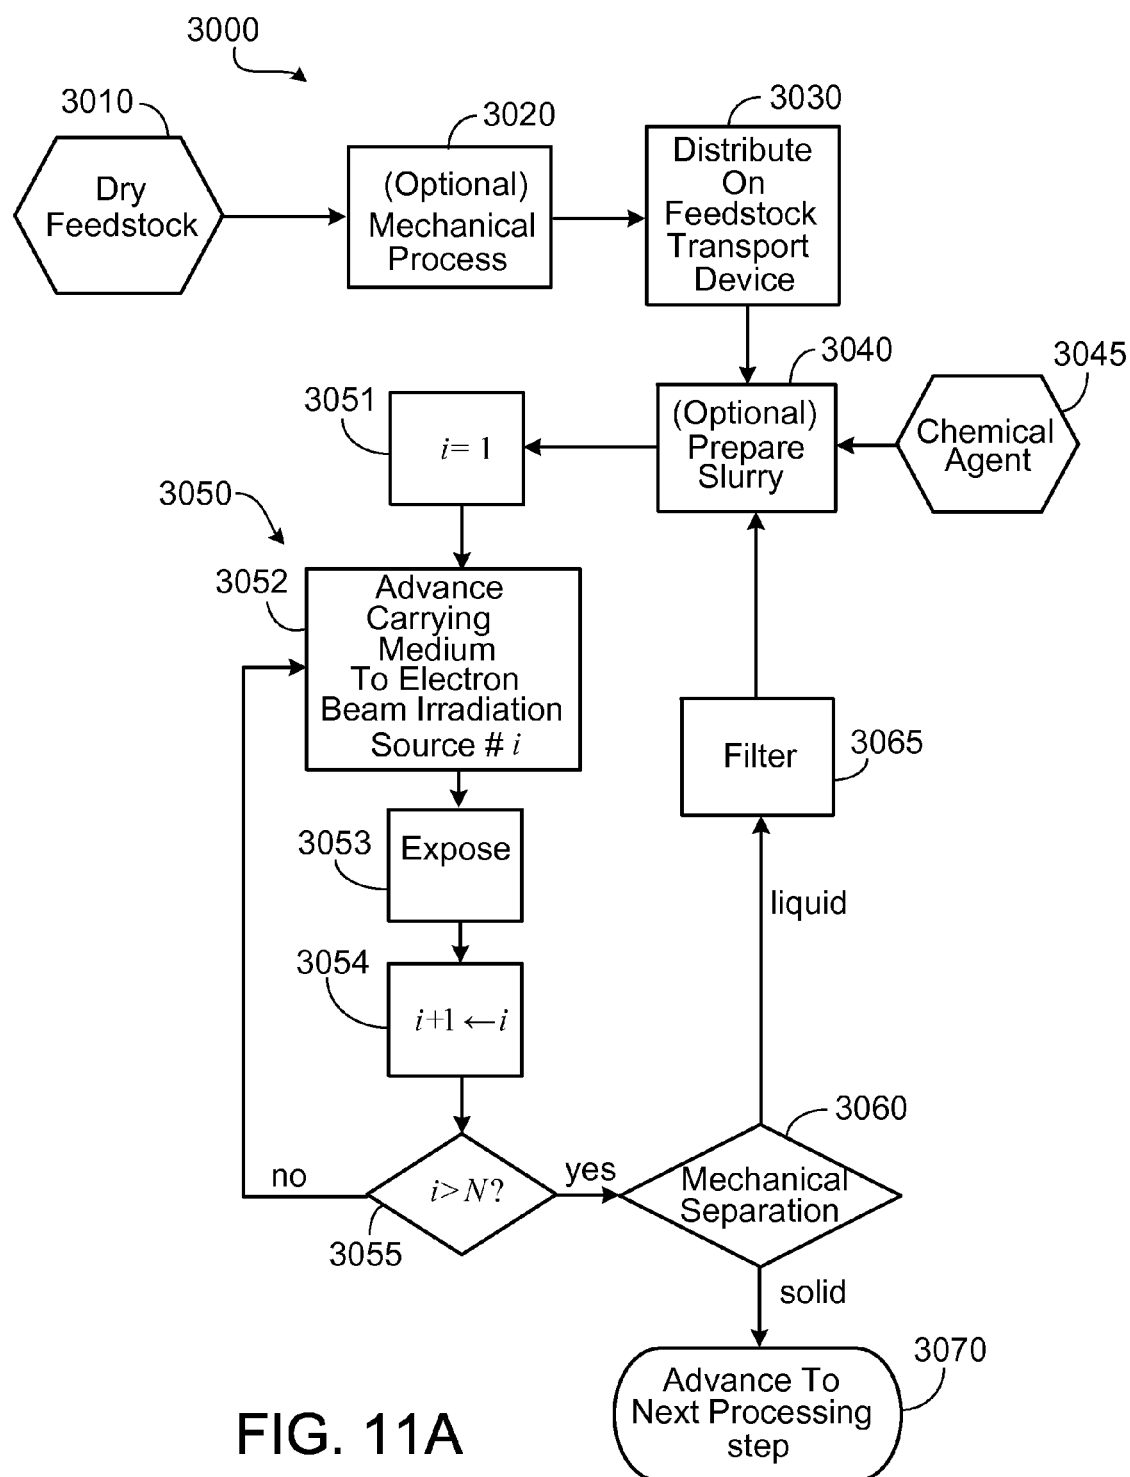 3000
3010
3020
3030
Dry
Feedstock
(Optional)
Mechanical
Process
Distribute
On
Feedstock
Transport
Device
3040
3045
(Optional)
Prepare
Slurry
Chemical
Agent
3051
i= 1
3050
3052
Advance
Carrying
Medium
To Electron
Beam Irradiation
Source # i
3053
Expose
Filter
3065
liquid
3054
i+1 ← i
3055
i>N?
no
yes
3060
Mechanical
Separation
solid
3070
Advance To
Next Processing
step
FIG. 11A